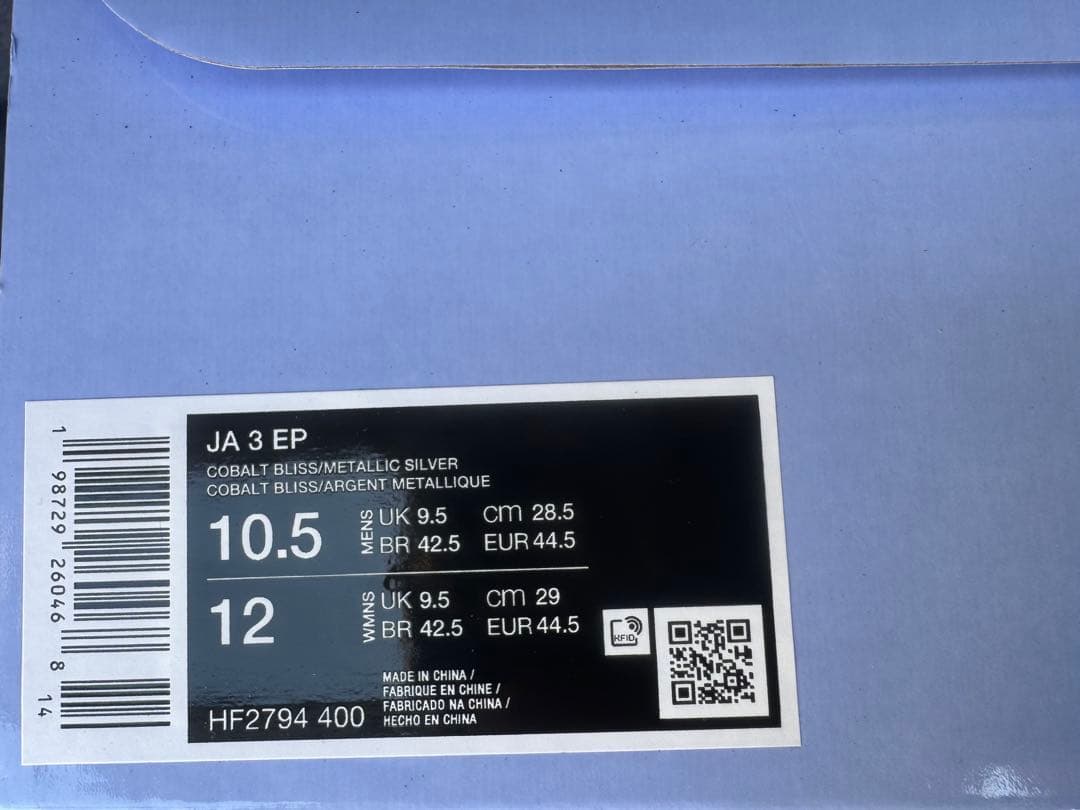 JA 3 EP
COBALT BLISS/METALLIC SILVER
COBALT BLISS/ARGENT METALLIQUE
10.5 MENS UK 9.5 cm 28.5
BR 42.5 EUR 44.5
12 WMNS UK 9.5 cm 29
BR 42.5 EUR 44.5
RFID
MADE IN CHINA /
FABRIQUE EN CHINE /
FABRICADO NA CHINA /
HECHO EN CHINA
HF2794 400
1 98729 26046 8 14